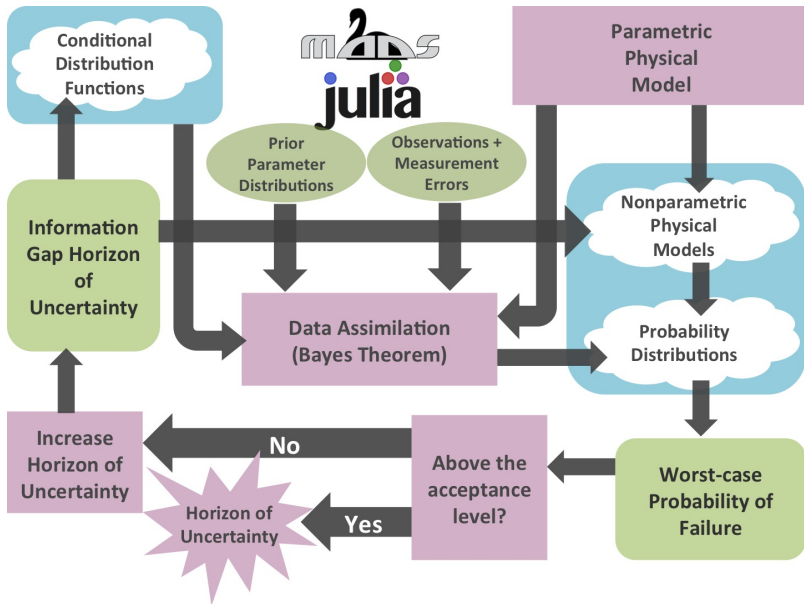 Conditional
Distribution
Functions
mads
julia
Parametric
Physical
Model
Prior
Parameter
Distributions
Observations +
Measurement
Errors
Information
Gap Horizon
of
Uncertainty
Nonparametric
Physical
Models
Data Assimilation
(Bayes Theorem)
Probability
Distributions
Increase
Horizon of
Uncertainty
No
Above the
acceptance
level?
Worst-case
Probability of
Failure
Horizon of
Uncertainty
Yes